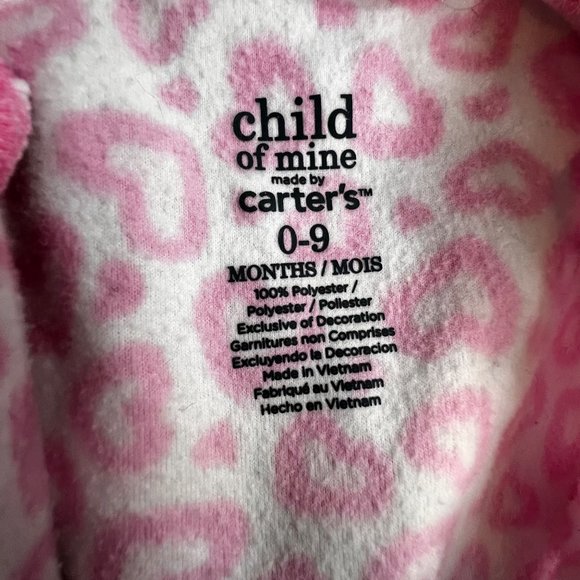 child
of mine
made by
carter's™
0-9
MONTHS / MOIS
100% Polyester /
Polyester / Poliester
Exclusive of Decoration
Garnitures non Comprises
Excluyendo la Decoracion
Made in Vietnam
Fabriqué au Vietnam
Hecho en Vietnam